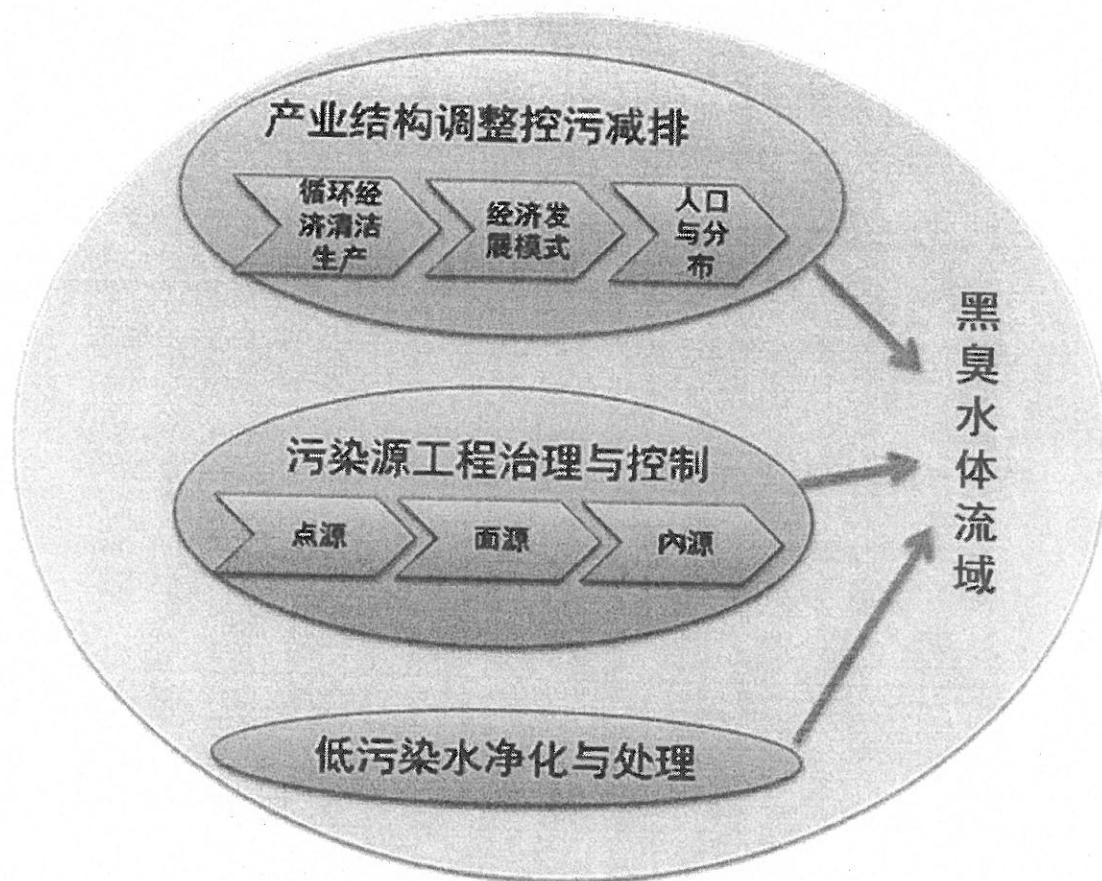 产业结构调整控污减排
循环经
济清洁
生产
经济发
展模式
人口
与分
布
污染源工程治理与控制
点源
面源
内源
低污染水净化与处理
黑臭水体流域